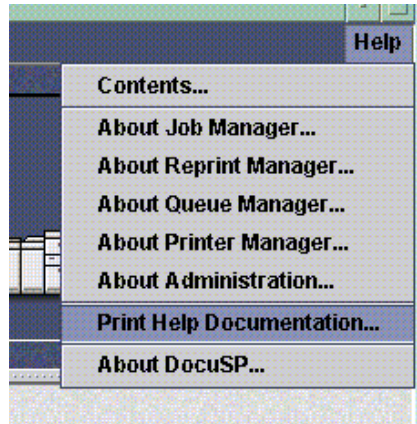 Help
Contents...
About Job Manager...
About Reprint Manager...
About Queue Manager...
About Printer Manager...
About Administration...
Print Help Documentation...
About DocuSP...